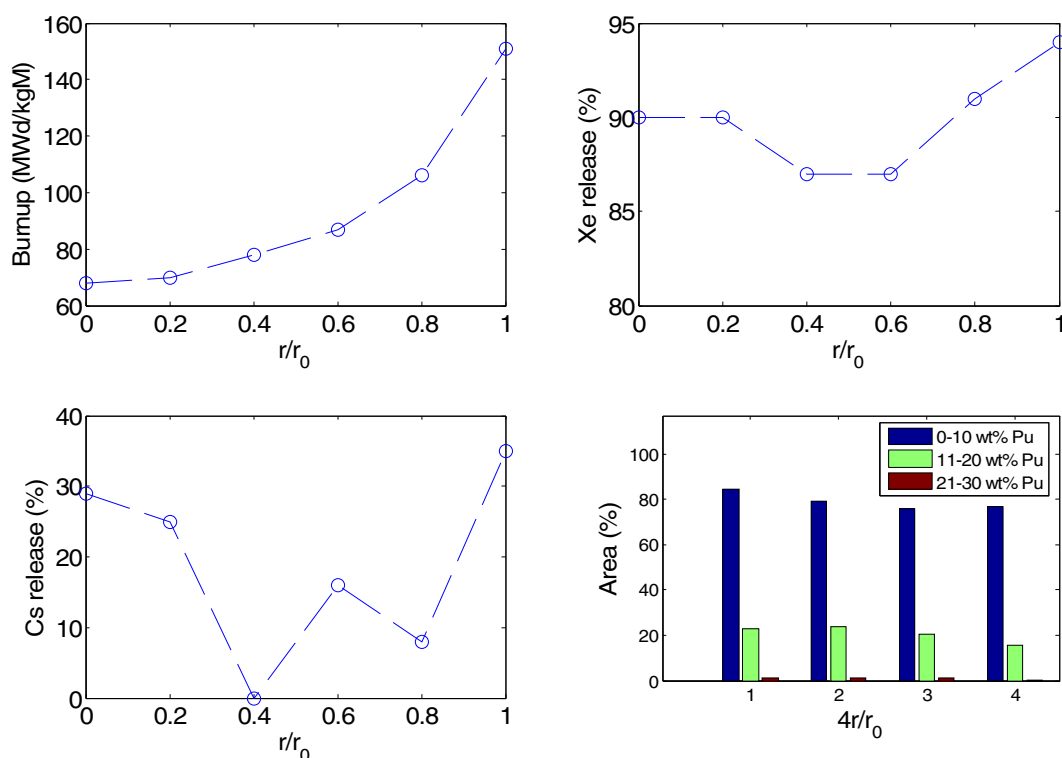 160
140
120
100
80
60
Burnup (MWd/kgM)
0 0.2 0.4 0.6 0.8 1
r/r0
95
90
85
80
Xe release (%)
0 0.2 0.4 0.6 0.8 1
r/r0
40
30
20
10
0
Cs release (%)
0 0.2 0.4 0.6 0.8 1
r/r0
0-10 wt% Pu
11-20 wt% Pu
21-30 wt% Pu
100
80
60
40
20
0
Area (%)
1 2 3 4
4r/r0